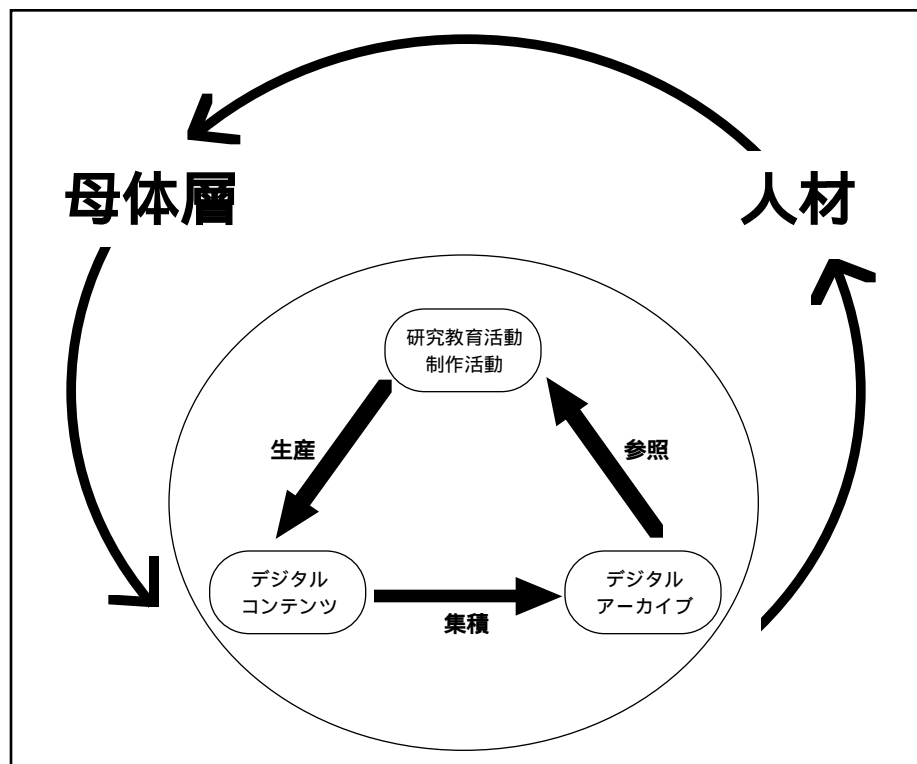 母体層
人材
研究教育活動
制作活動
生産
参照
デジタル
コンテンツ
デジタル
アーカイブ
集積